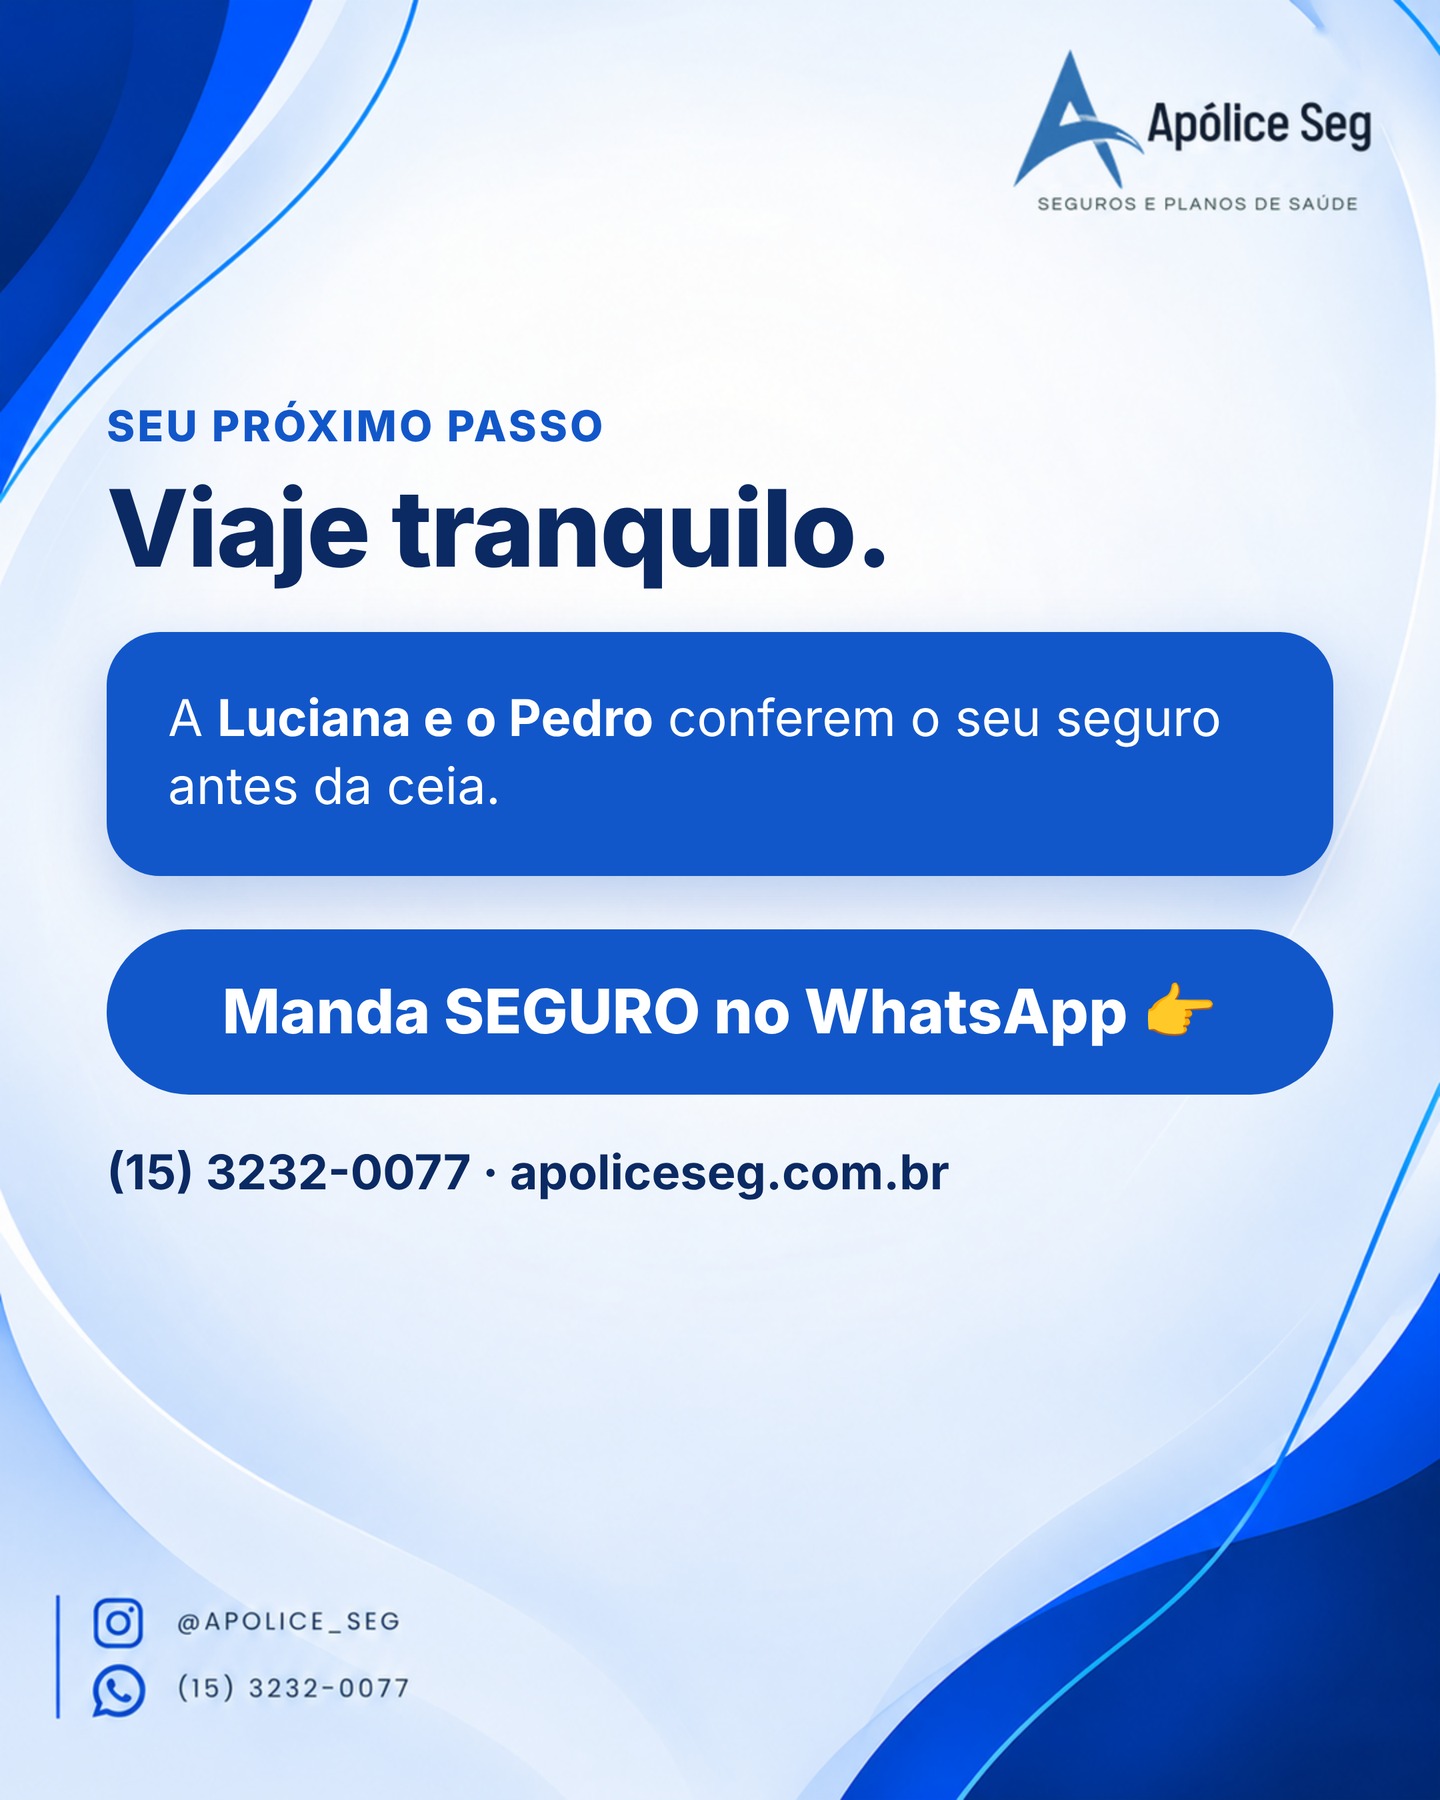 Apólice Seg
SEGUROS E PLANOS DE SAÚDE
SEU PRÓXIMO PASSO
Viaje tranquilo.
A Luciana e o Pedro conferem o seu seguro
antes da ceia.
Manda SEGURO no WhatsApp 👉
(15) 3232-0077 · apoliceseg.com.br
@APOLICE_SEG
(15) 3232-0077